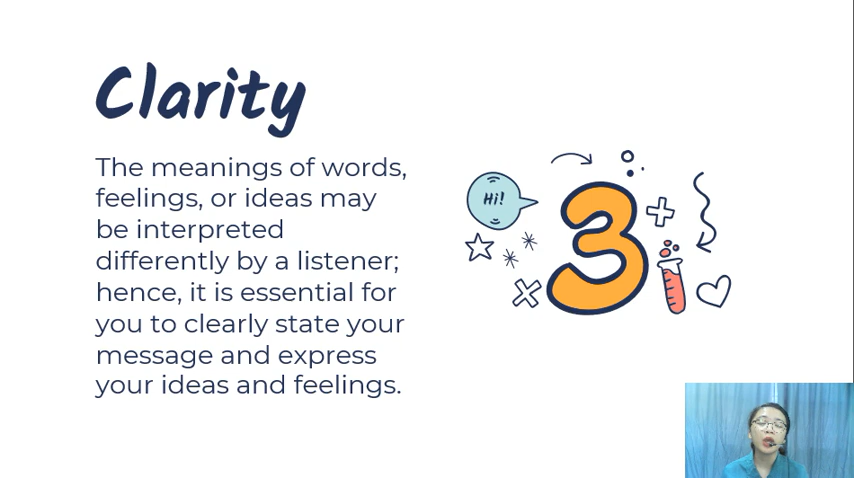 Clarity
The meanings of words,
feelings, or ideas may
be interpreted
differently by a listener;
hence, it is essential for
you to clearly state your
message and express
your ideas and feelings.
Hi!
3